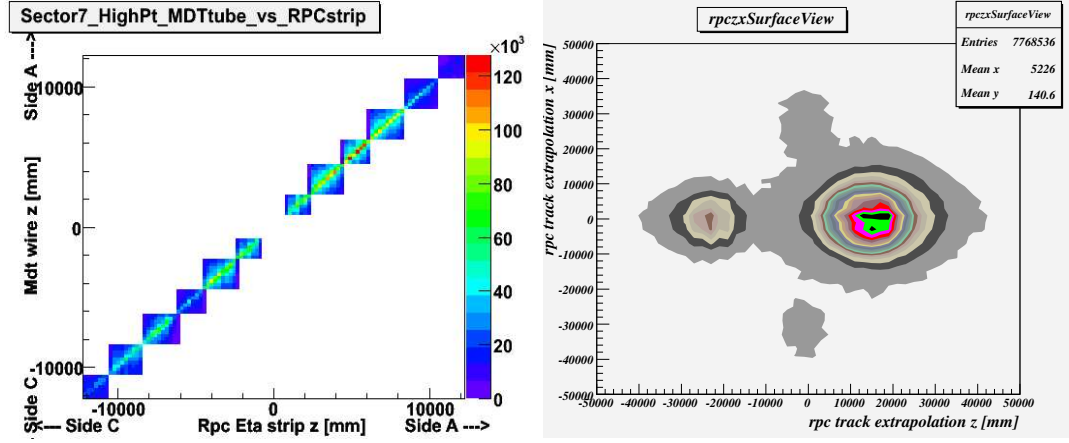 Sector7_HighPt_MDTtube_vs_RPCstrip
×10³
120
100
80
60
40
20
0
Mdt wire z [mm]
Side A --->
Side C
10000
0
-10000
-10000
0
10000
<--- Side C
Rpc Eta strip z [mm]
Side A --->
rpczxSurfaceView
rpczxSurfaceView
Entries 7768536
Mean x 5226
Mean y 140.6
rpc track extrapolation x [mm]
50000
40000
30000
20000
10000
0
-10000
-20000
-30000
-40000
-50000
-50000 -40000 -30000 -20000 -10000 0 10000 20000 30000 40000 50000
rpc track extrapolation z [mm]